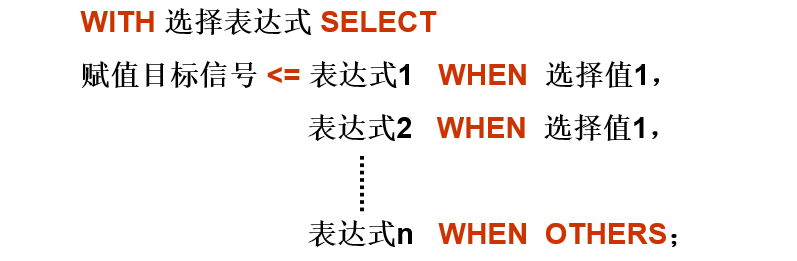 WITH 选择表达式 SELECT
赋值目标信号 <= 表达式1 WHEN 选择值1，
表达式2 WHEN 选择值1，
表达式n WHEN OTHERS；